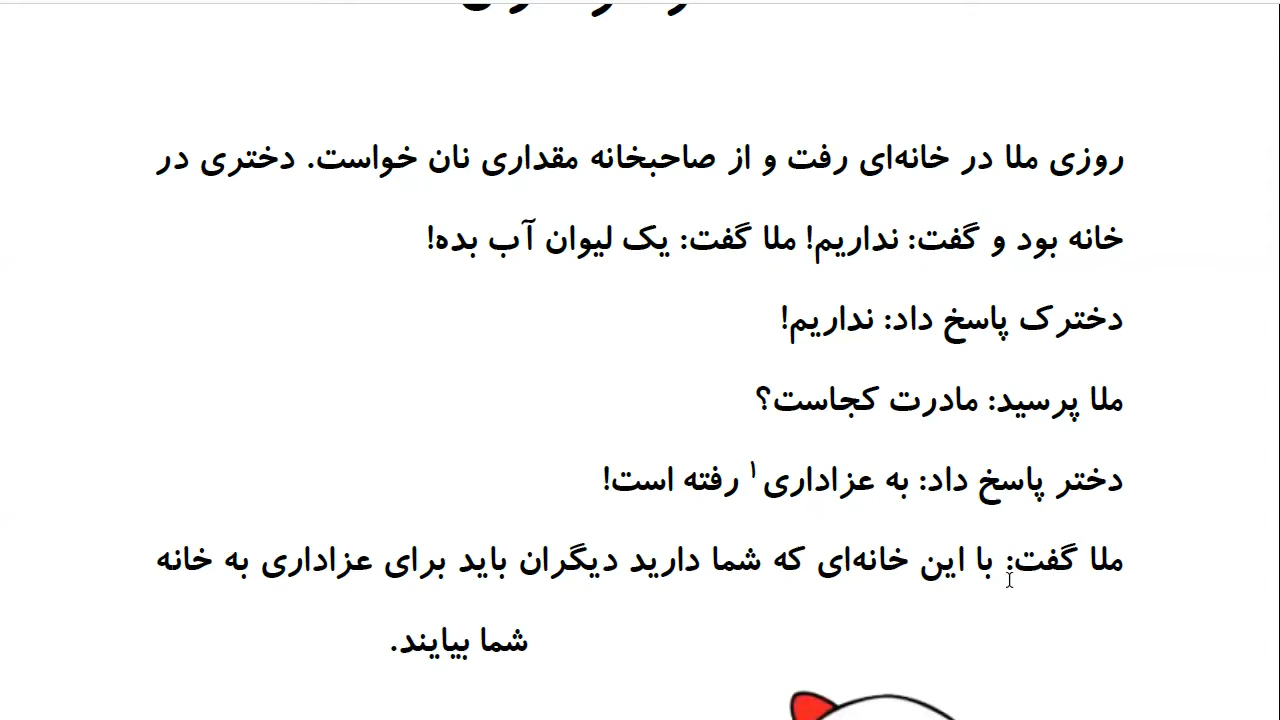 روزی ملا در خانه‌ای رفت و از صاحبخانه مقداری نان خواست. دختری در
خانه بود و گفت: نداریم! ملا گفت: یک لیوان آب بده!
دخترک پاسخ داد: نداریم!
ملا پرسید: مادرت کجاست؟
دختر پاسخ داد: به عزاداری۱ رفته است!
ملا گفت: با این خانه‌ای که شما دارید دیگران باید برای عزاداری به خانه
شما بیایند.